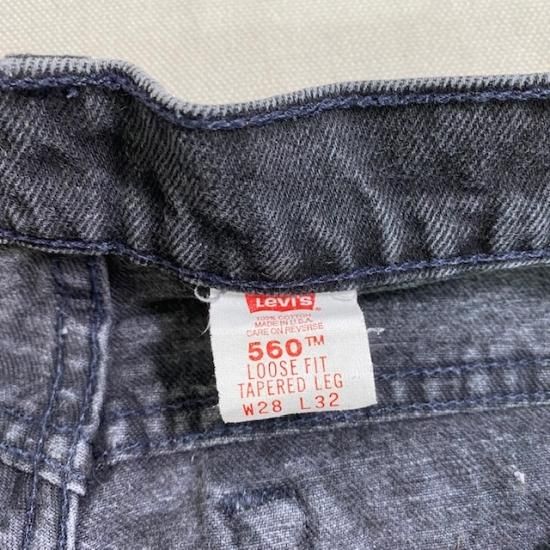 Levi's
100% COTTON
MADE IN U.S.A.
CARE ON REVERSE
560™
LOOSE FIT
TAPERED LEG
W28 L32